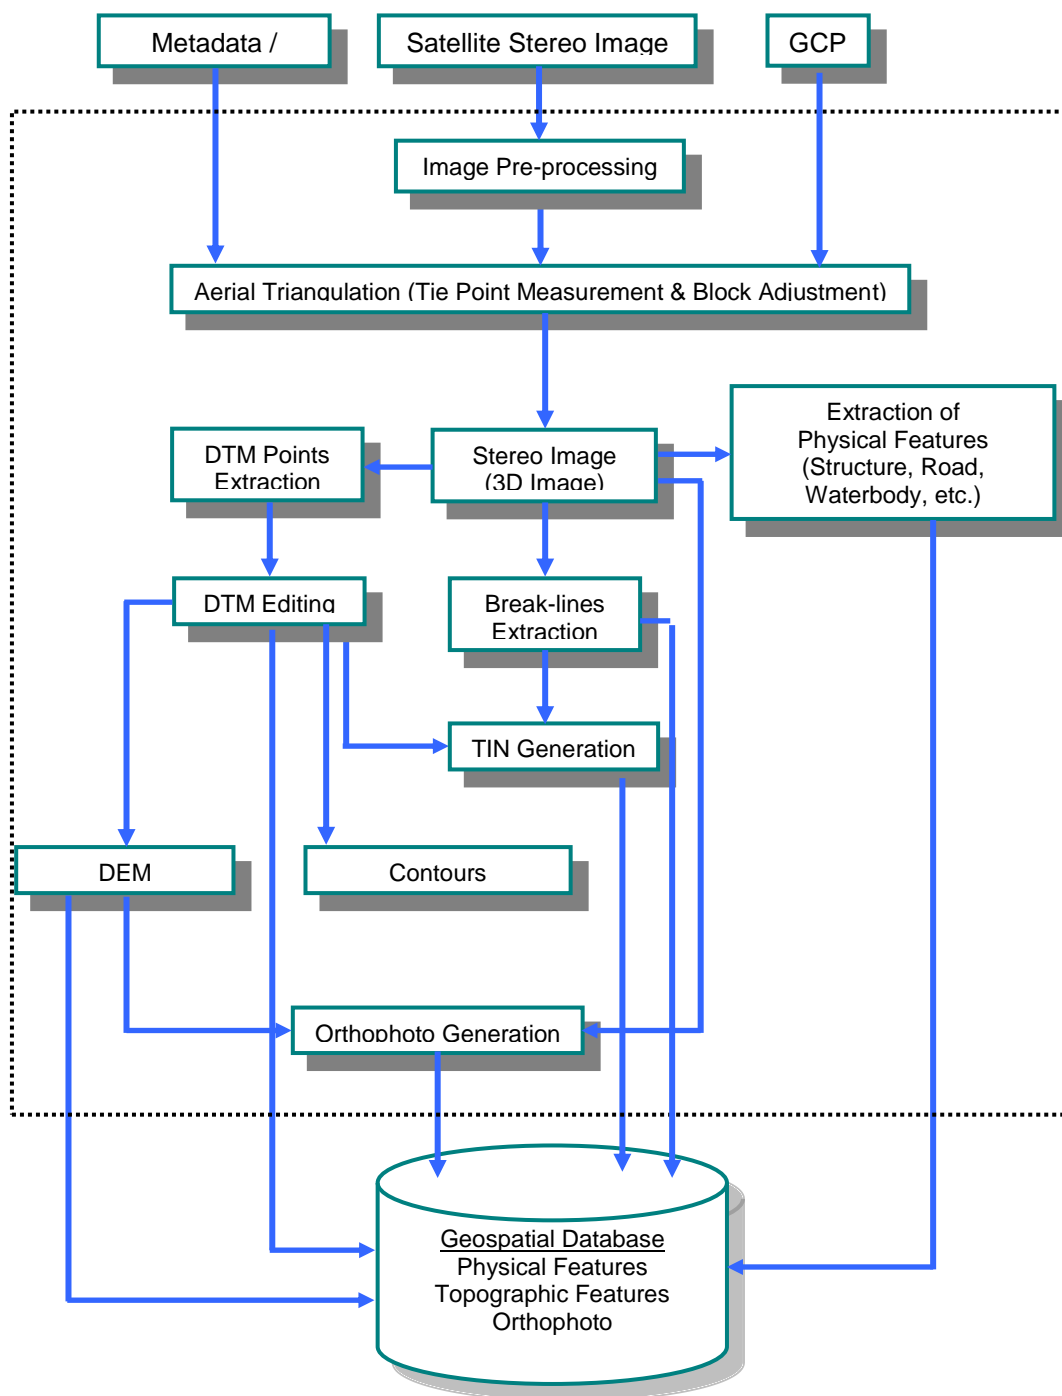 Metadata /
Satellite Stereo Image
GCP
Image Pre-processing
Aerial Triangulation (Tie Point Measurement & Block Adjustment)
Extraction of
Physical Features
(Structure, Road,
Waterbody, etc.)
DTM Points
Extraction
Stereo Image
(3D Image)
DTM Editing
Break-lines
Extraction
TIN Generation
DEM
Contours
Orthophoto Generation
Geospatial Database
Physical Features
Topographic Features
Orthophoto